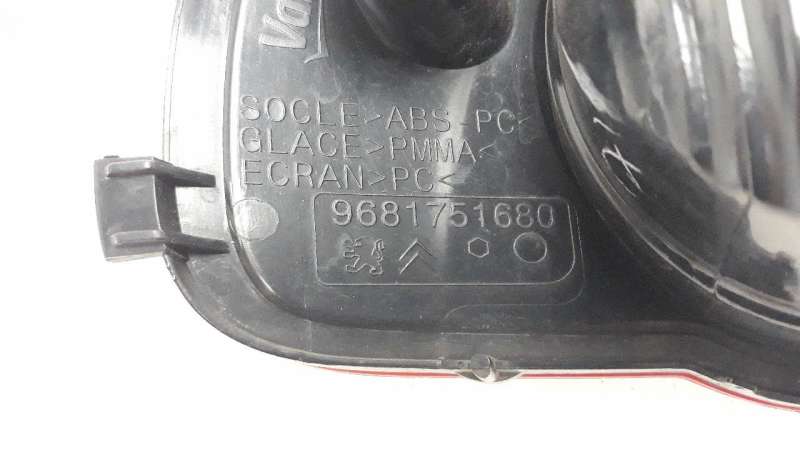 SOCLE>ABS-PC<
GLACE>PMMA<
ECRAN>PC<
9681751680